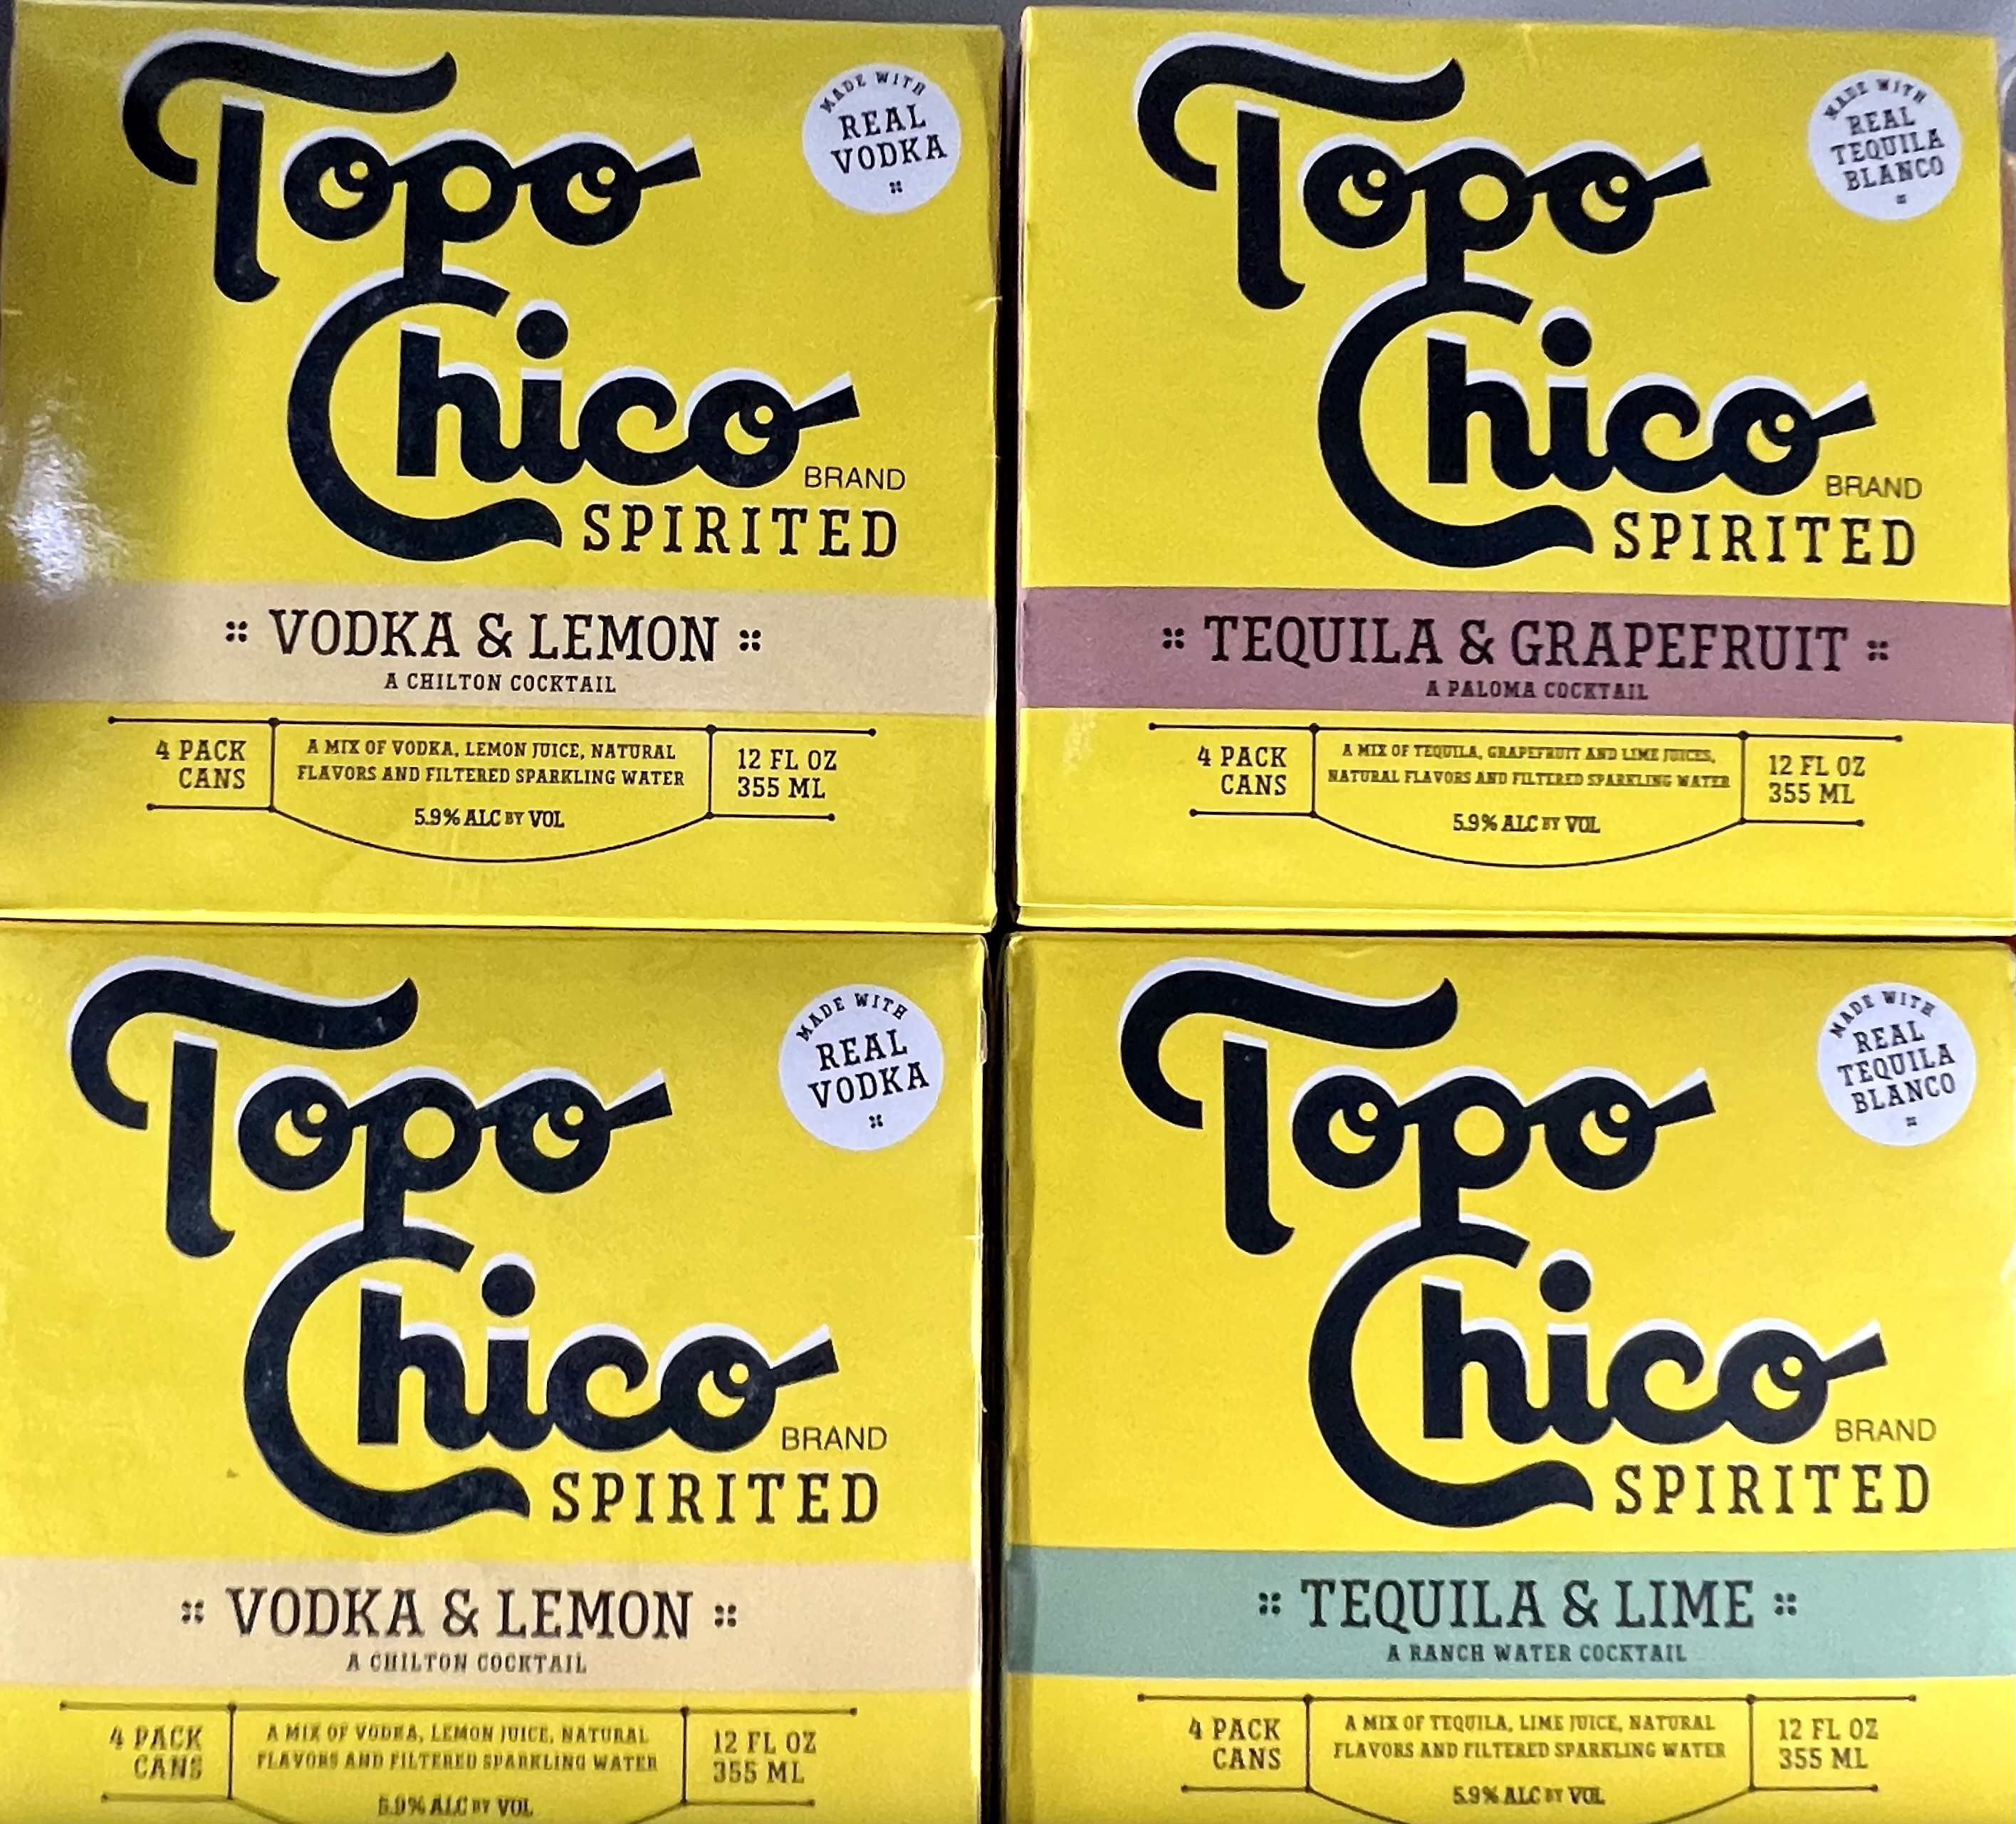 Topo
Chico
BRAND
SPIRITED
MADE WITH
REAL
VODKA
:: VODKA & LEMON ::
A CHILTON COCKTAIL
4 PACK
CANS
A MIX OF VODKA, LEMON JUICE, NATURAL
FLAVORS AND FILTERED SPARKLING WATER
5.9% ALC BY VOL
12 FL OZ
355 ML
Topo
Chico
BRAND
SPIRITED
MADE WITH
REAL
TEQUILA
BLANCO
:: TEQUILA & GRAPEFRUIT ::
A PALOMA COCKTAIL
4 PACK
CANS
A MIX OF TEQUILA, GRAPEFRUIT AND LIME JUICES,
NATURAL FLAVORS AND FILTERED SPARKLING WATER
5.9% ALC BY VOL
12 FL OZ
355 ML
Topo
Chico
BRAND
SPIRITED
MADE WITH
REAL
VODKA
:: VODKA & LEMON ::
A CHILTON COCKTAIL
4 PACK
CANS
A MIX OF VODKA, LEMON JUICE, NATURAL
FLAVORS AND FILTERED SPARKLING WATER
5.9% ALC BY VOL
12 FL OZ
355 ML
Topo
Chico
BRAND
SPIRITED
MADE WITH
REAL
TEQUILA
BLANCO
:: TEQUILA & LIME ::
A RANCH WATER COCKTAIL
4 PACK
CANS
A MIX OF TEQUILA, LIME JUICE, NATURAL
FLAVORS AND FILTERED SPARKLING WATER
5.9% ALC BY VOL
12 FL OZ
355 ML